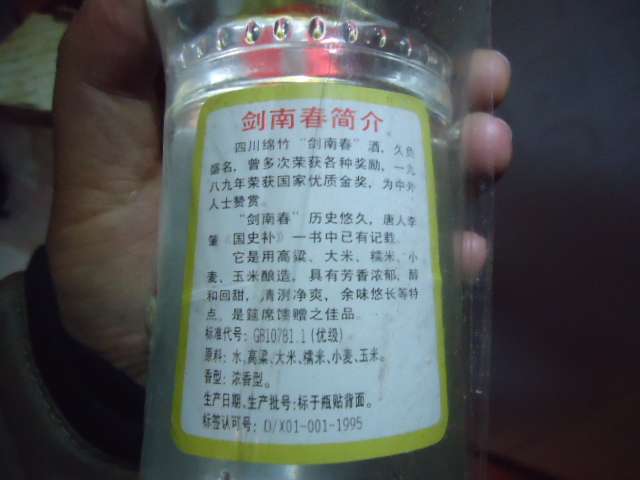 剑南春简介
四川绵竹“剑南春”酒,久负
盛名,曾多次荣获各种奖励,一九
八九年荣获国家优质金奖,为中外
人士赞赏。
“剑南春”历史悠久,唐人李
肇《国史补》一书中已有记载。
它是用高粱、大米、糯米、小
麦、玉米酿造,具有芳香浓郁,醇
和回甜,清洌净爽,余味悠长等特
点,是筵席馈赠之佳品。
标准代号:GB10781.1(优级)
原料:水、高粱、大米、糯米、小麦、玉米。
香型:浓香型。
生产日期、生产批号:标于瓶贴背面。
标签认可号:D/X01-001-1995